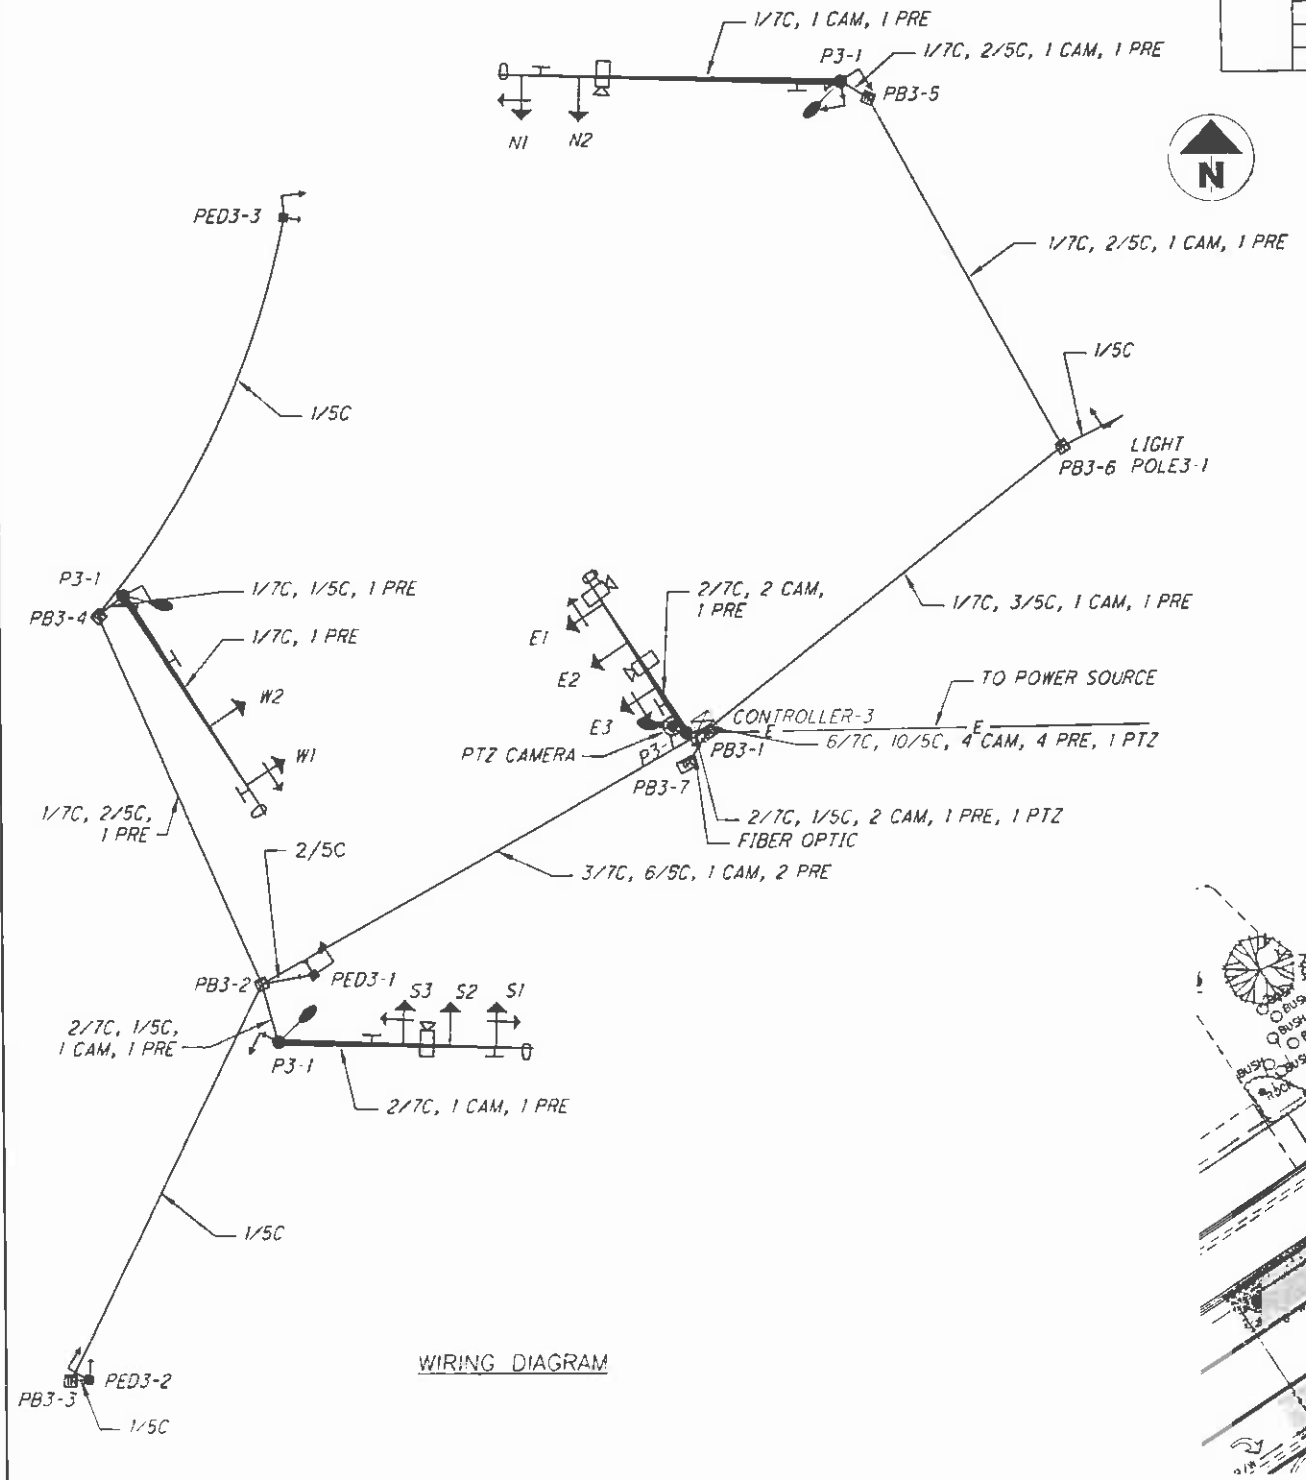 1/7C, 1 CAM, 1 PRE
P3-1
1/7C, 2/5C, 1 CAM, 1 PRE
PB3-5
N1
N2
N
PED3-3
1/7C, 2/5C, 1 CAM, 1 PRE
1/5C
LIGHT
PB3-6 POLE3-1
1/5C
P3-1
1/7C, 1/5C, 1 PRE
PB3-4
1/7C, 1 PRE
2/7C, 2 CAM,
1 PRE
1/7C, 3/5C, 1 CAM, 1 PRE
E1
E2
E3
W2
W1
TO POWER SOURCE
CONTROLLER-3
E
E
PTZ CAMERA
P3-1
PB3-1
6/7C, 10/5C, 4 CAM, 4 PRE, 1 PTZ
PB3-7
1/7C, 2/5C,
1 PRE
2/7C, 1/5C, 2 CAM, 1 PRE, 1 PTZ
FIBER OPTIC
2/5C
3/7C, 6/5C, 1 CAM, 2 PRE
PB3-2
PED3-1
S3
S2
S1
2/7C, 1/5C,
1 CAM, 1 PRE
P3-1
2/7C, 1 CAM, 1 PRE
BUSH
BUSH
BUSH
ROCK
1/5C
WIRING DIAGRAM
PED3-2
PB3-3
1/5C